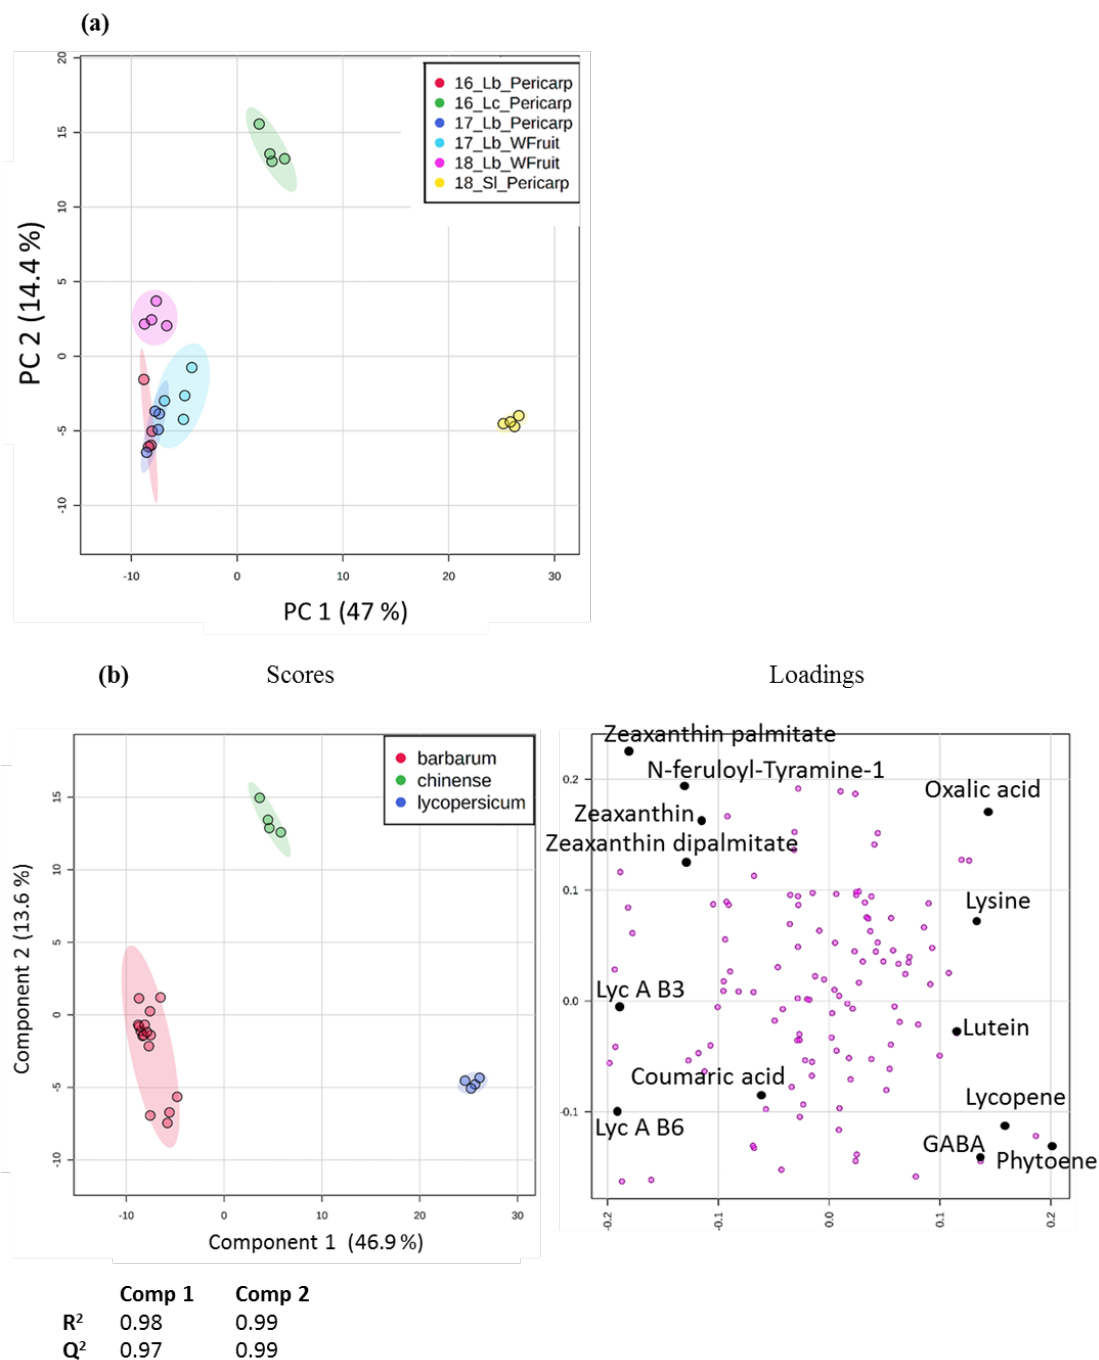 (a)
20
15
10
5
0
-5
-10
PC 2 (14.4 %)
16_Lb_Pericarp
16_Lc_Pericarp
17_Lb_Pericarp
17_Lb_WFruit
18_Lb_WFruit
18_Sl_Pericarp
-10 0 10 20 30
PC 1 (47 %)
(b) Scores Loadings
15
10
5
0
-5
-10
Component 2 (13.6 %)
barbarum
chinense
lycopersicum
-10 0 10 20 30
Component 1 (46.9 %)
Zeaxanthin palmitate
N-feruloyl-Tyramine-1
Oxalic acid
Zeaxanthin
Zeaxanthin dipalmitate
Lysine
Lyc A B3
Lutein
Coumaric acid
Lycopene
Lyc A B6
GABA
Phytoene
0.2
0.1
0.0
-0.1
-0.2 -0.1 0.0 0.1 0.2
Comp 1 Comp 2
R² 0.98 0.99
Q² 0.97 0.99